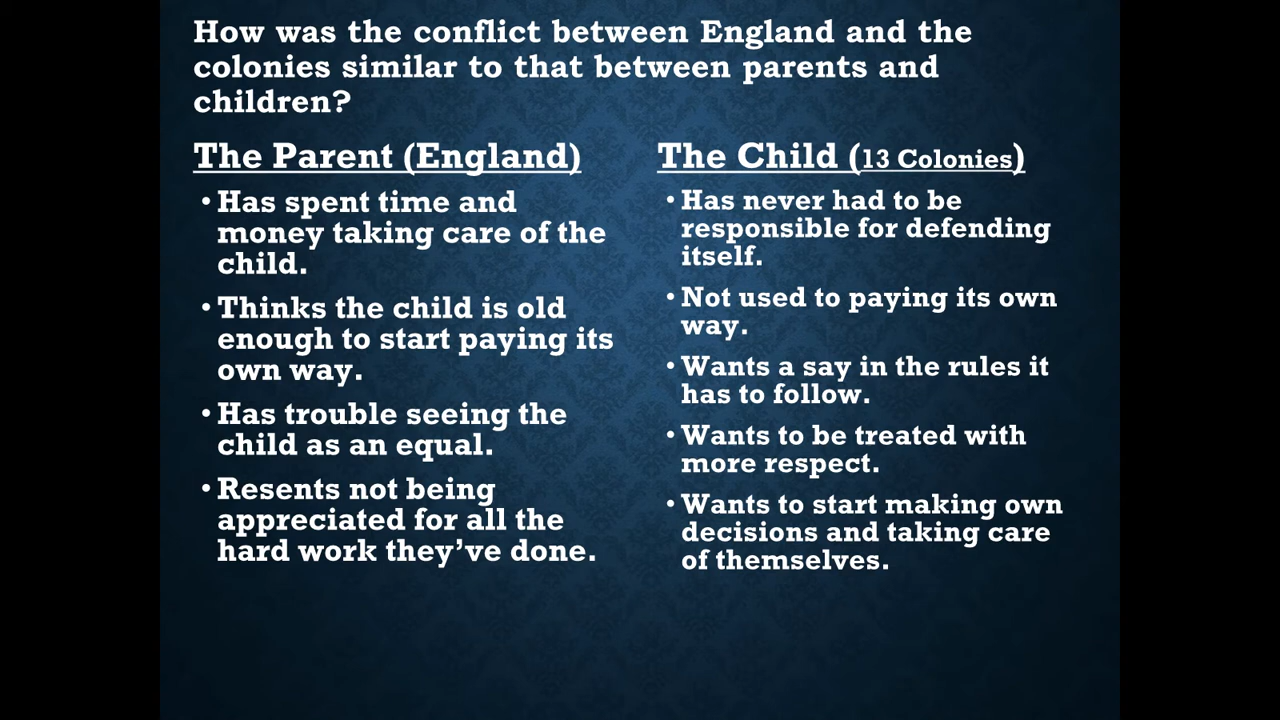 How was the conflict between England and the
colonies similar to that between parents and
children?
The Parent (England)
• Has spent time and
money taking care of the
child.
• Thinks the child is old
enough to start paying its
own way.
• Has trouble seeing the
child as an equal.
• Resents not being
appreciated for all the
hard work they’ve done.
The Child (13 Colonies)
• Has never had to be
responsible for defending
itself.
• Not used to paying its own
way.
• Wants a say in the rules it
has to follow.
• Wants to be treated with
more respect.
• Wants to start making own
decisions and taking care
of themselves.